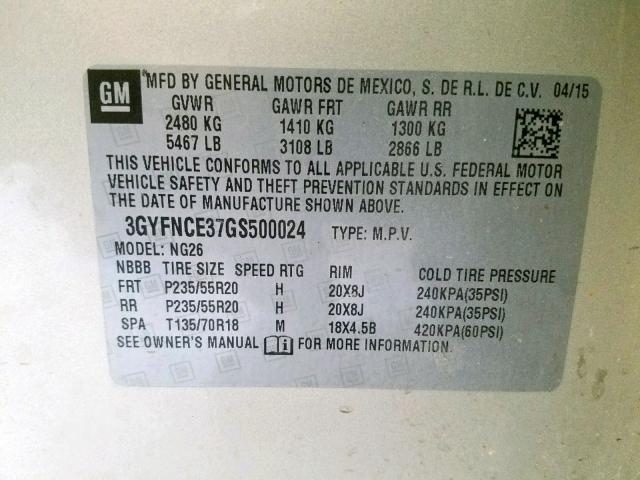 GM
MFD BY GENERAL MOTORS DE MEXICO, S. DE R.L. DE C.V. 04/15
GVWR GAWR FRT GAWR RR
2480 KG 1410 KG 1300 KG
5467 LB 3108 LB 2866 LB
THIS VEHICLE CONFORMS TO ALL APPLICABLE U.S. FEDERAL MOTOR
VEHICLE SAFETY AND THEFT PREVENTION STANDARDS IN EFFECT ON
THE DATE OF MANUFACTURE SHOWN ABOVE.
3GYFNCE37GS500024 TYPE: M.P.V.
MODEL: NG26
NBBB TIRE SIZE SPEED RTG RIM COLD TIRE PRESSURE
FRT P235/55R20 H 20X8J 240KPA(35PSI)
RR P235/55R20 H 20X8J 240KPA(35PSI)
SPA T135/70R18 M 18X4.5B 420KPA(60PSI)
SEE OWNER'S MANUAL i FOR MORE INFORMATION.